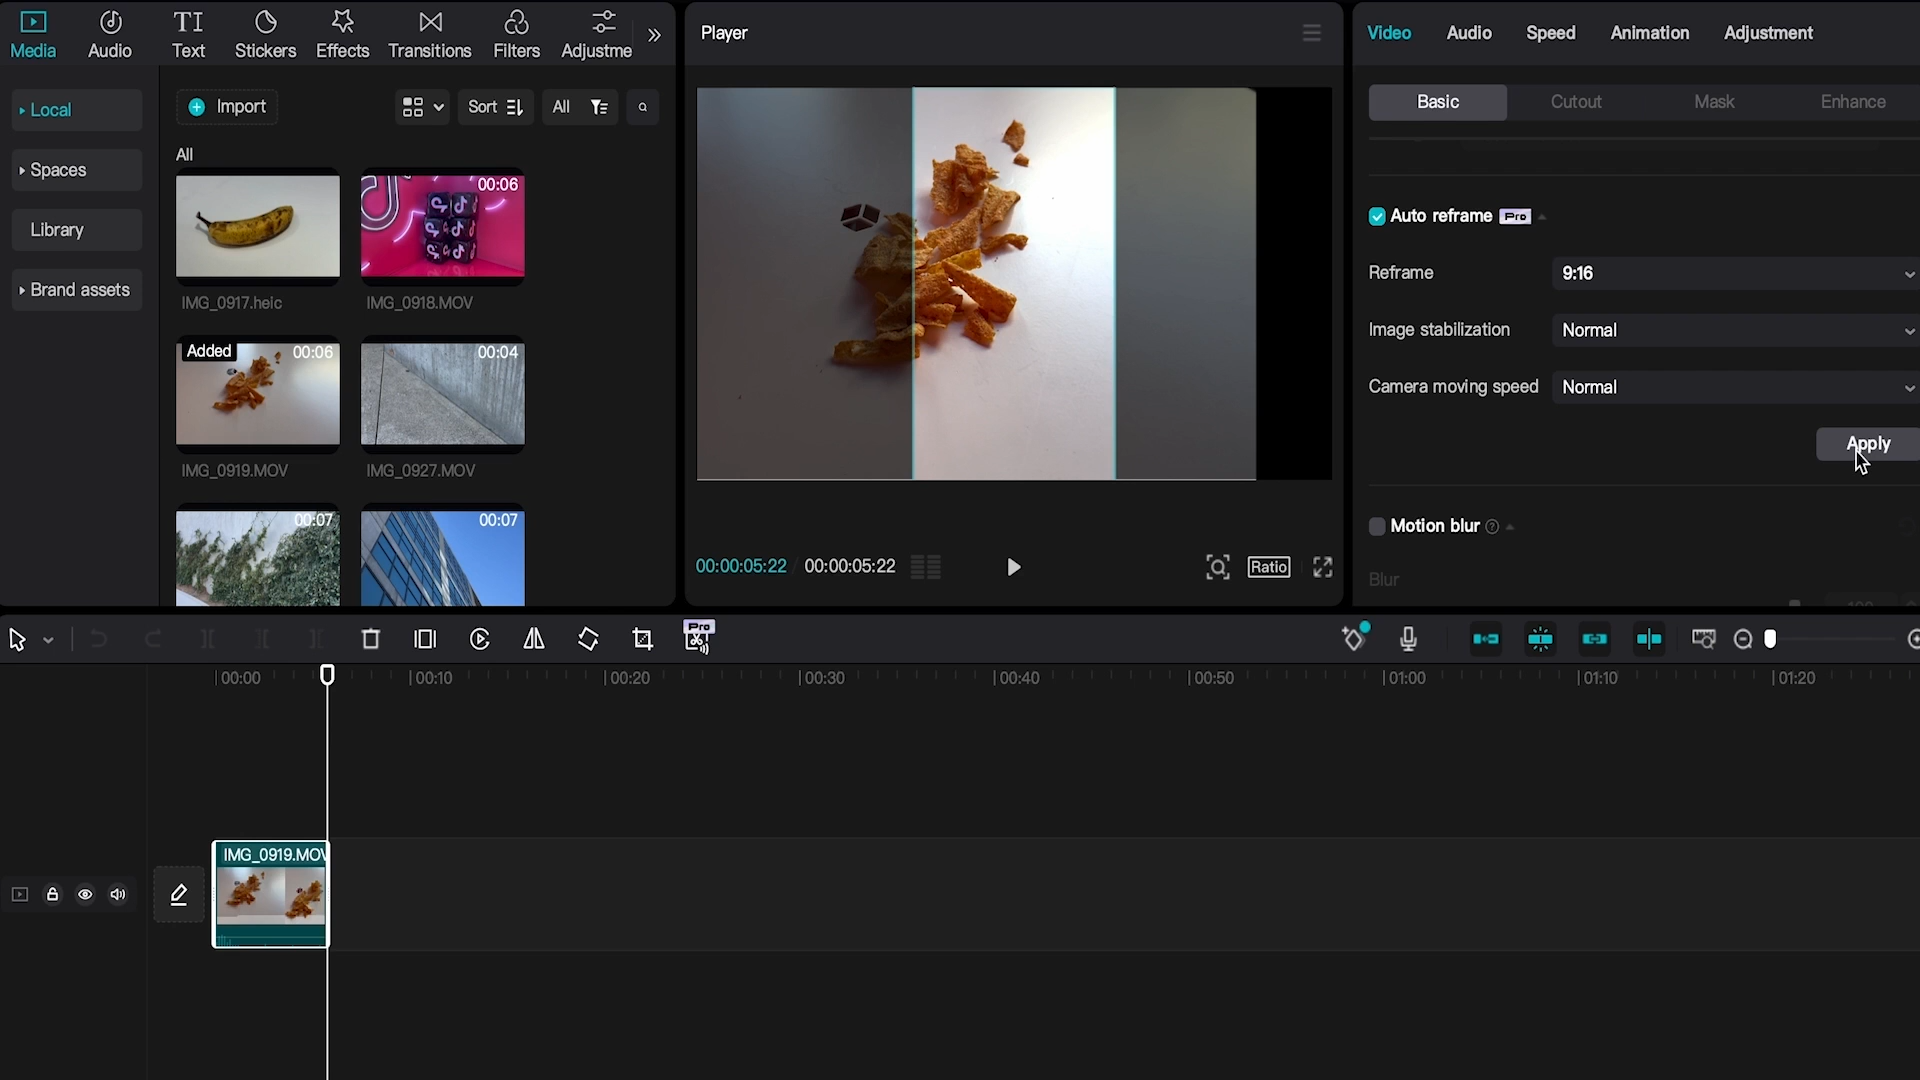 Media
Audio
TI
Text
Stickers
Effects
Transitions
Filters
Adjustme
Player
Video
Audio
Speed
Animation
Adjustment
Local
Spaces
Library
Brand assets
Import
Sort
All
All
IMG_0917.heic
00:06
IMG_0918.MOV
Added
00:06
IMG_0919.MOV
00:04
IMG_0927.MOV
00:07
00:07
00:00:05:22
00:00:05:22
Ratio
Basic
Cutout
Mask
Enhance
Auto reframe Pro
Reframe
9:16
Image stabilization
Normal
Camera moving speed
Normal
Apply
Motion blur
Blur
Pro
00:00
00:10
00:20
00:30
00:40
00:50
01:00
01:10
01:20
IMG_0919.MOV